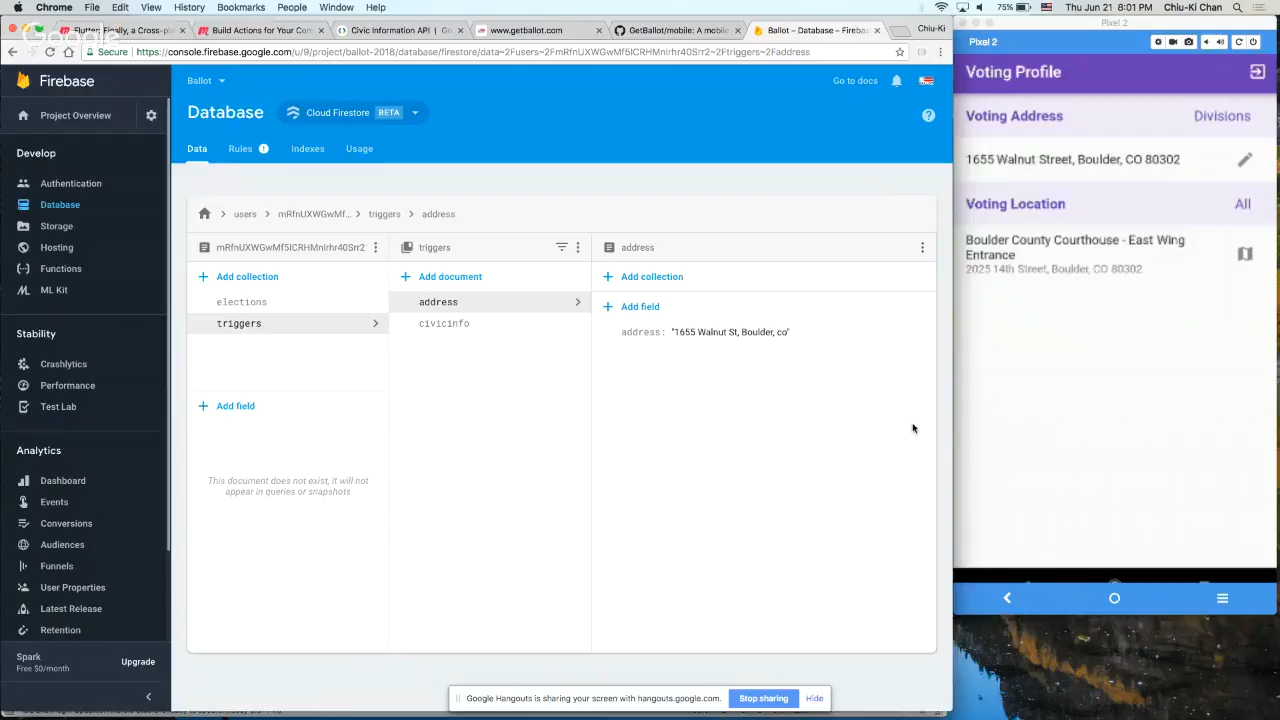 Chrome File Edit View History Bookmarks People Window Help
75% Thu Jun 21 8:01 PM Chiu-Ki Chan
Flutter Firebase, a Cross-pla
Build Actions for Your Com
Civic Information API | Go
www.getballot.com
GetBallot/mobile: A mobile
Ballot – Database – Fireba
Chiu-Ki
Secure https://console.firebase.google.com/u/9/project/ballot-2018/database/firestore/data~2Fusers~2FmRfnUXWGwMf5ICRHMnIrhr40Srr2~2Ftriggers~2Faddress
Pixel 2
Pixel 2
Firebase
Project Overview
Develop
Authentication
Database
Storage
Hosting
Functions
ML Kit
Stability
Crashlytics
Performance
Test Lab
Analytics
Dashboard
Events
Conversions
Audiences
Funnels
User Properties
Latest Release
Retention
Spark
Free $0/month
Upgrade
Ballot
Go to docs
Database Cloud Firestore BETA
Data Rules Indexes Usage
users mRfnUXWGwMf... triggers address
mRfnUXWGwMf5ICRHMnIrhr40Srr2 triggers address
Add collection Add document Add collection
elections
triggers
address
civicinfo
Add field
address: "1655 Walnut St, Boulder, co"
Add field
This document does not exist, it will not
appear in queries or snapshots
Voting Profile
Voting Address Divisions
1655 Walnut Street, Boulder, CO 80302
Voting Location All
Boulder County Courthouse - East Wing
Entrance
2025 14th Street, Boulder, CO 80302
Google Hangouts is sharing your screen with hangouts.google.com. Stop sharing Hide